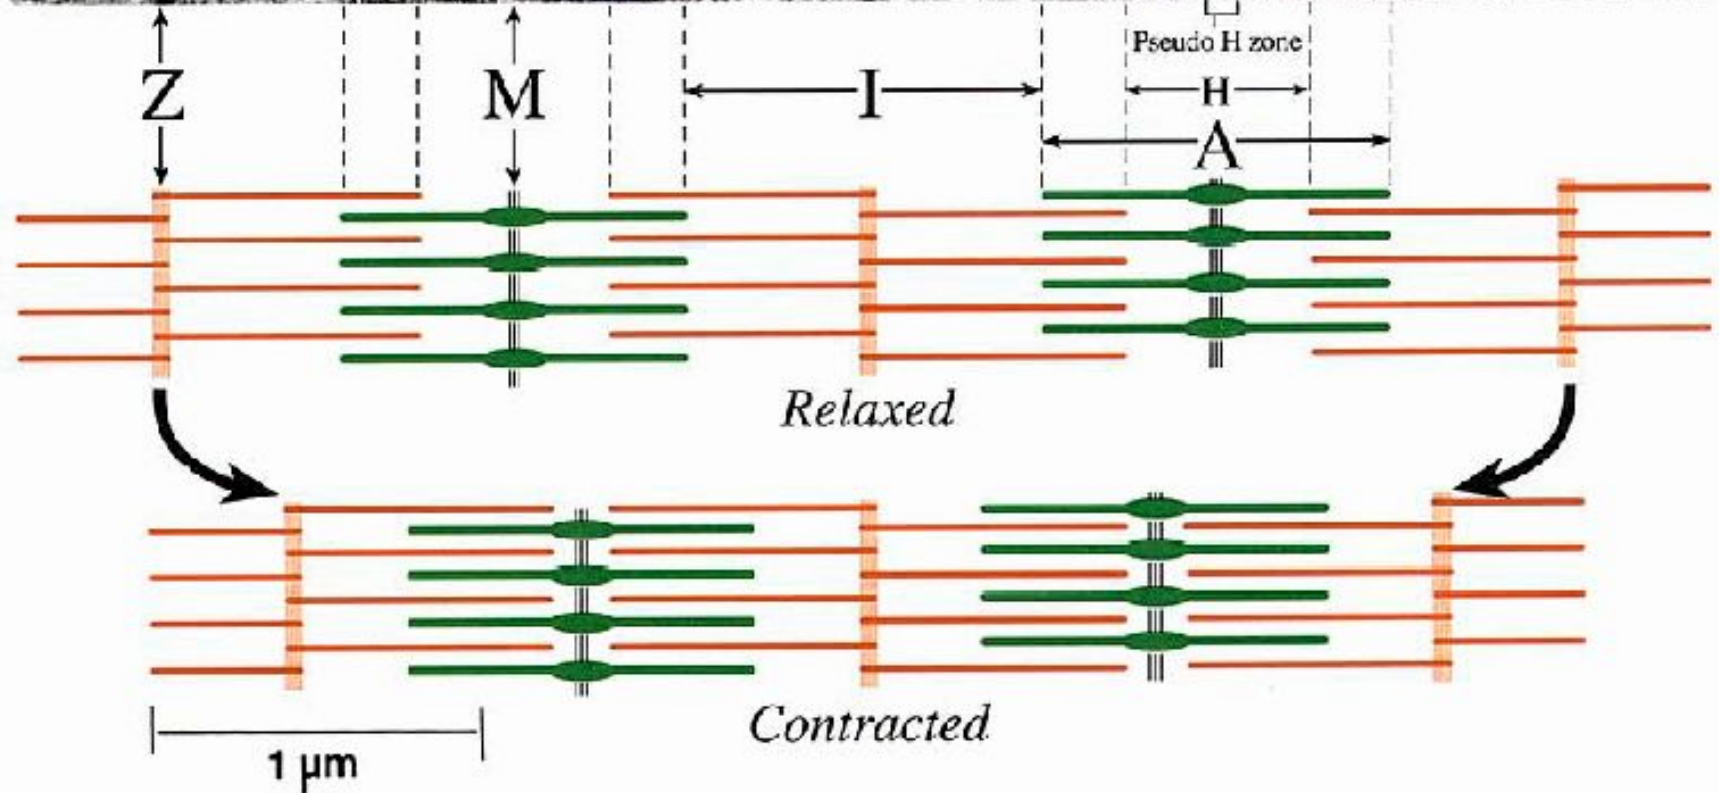 Pseudo H zone
Z M I H
A
Relaxed
Contracted
1 µm